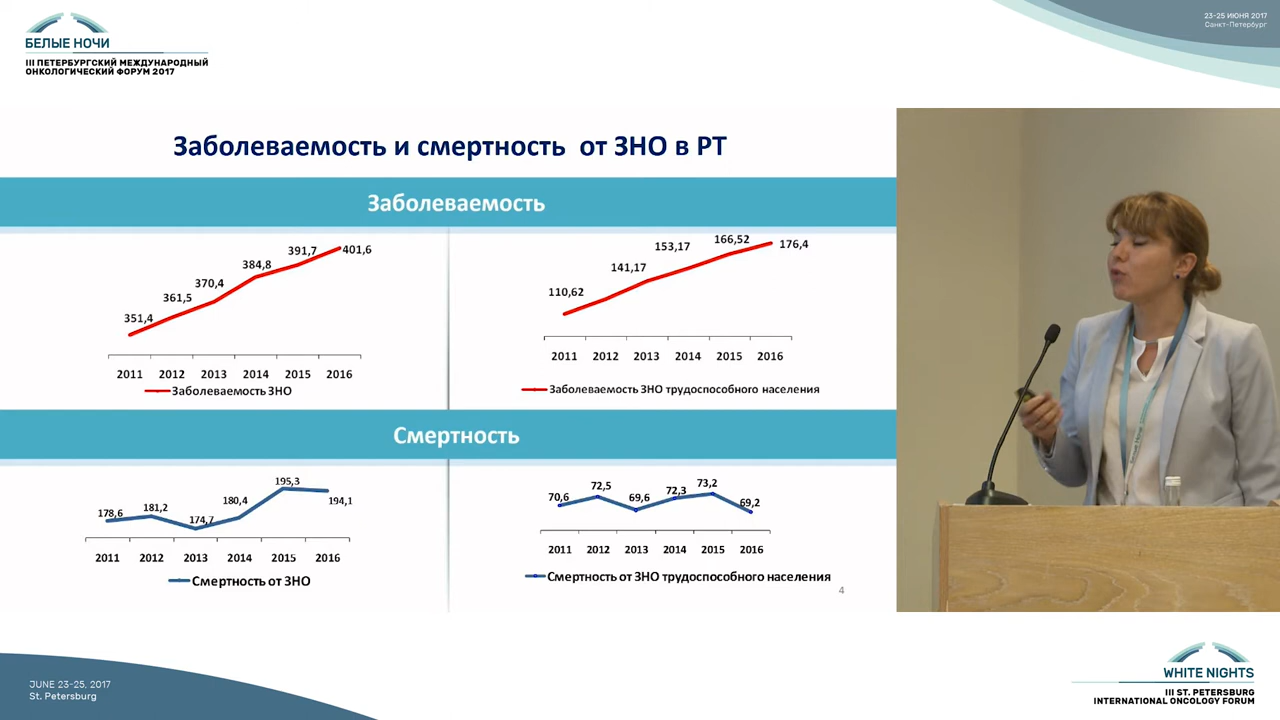 БЕЛЫЕ НОЧИ
III ПЕТЕРБУРГСКИЙ МЕЖДУНАРОДНЫЙ
ОНКОЛОГИЧЕСКИЙ ФОРУМ 2017
23-25 ИЮНЯ 2017
Санкт-Петербург
Заболеваемость и смертность от ЗНО в РТ
Заболеваемость
351,4 361,5 370,4 384,8 391,7 401,6
2011 2012 2013 2014 2015 2016
Заболеваемость ЗНО
110,62 141,17 153,17 166,52 176,4
2011 2012 2013 2014 2015 2016
Заболеваемость ЗНО трудоспособного населения
Смертность
178,6 181,2 174,7 180,4 195,3 194,1
2011 2012 2013 2014 2015 2016
Смертность от ЗНО
70,6 72,5 69,6 72,3 73,2 69,2
2011 2012 2013 2014 2015 2016
Смертность от ЗНО трудоспособного населения
4
JUNE 23-25, 2017
St. Petersburg
WHITE NIGHTS
III ST. PETERSBURG
INTERNATIONAL ONCOLOGY FORUM